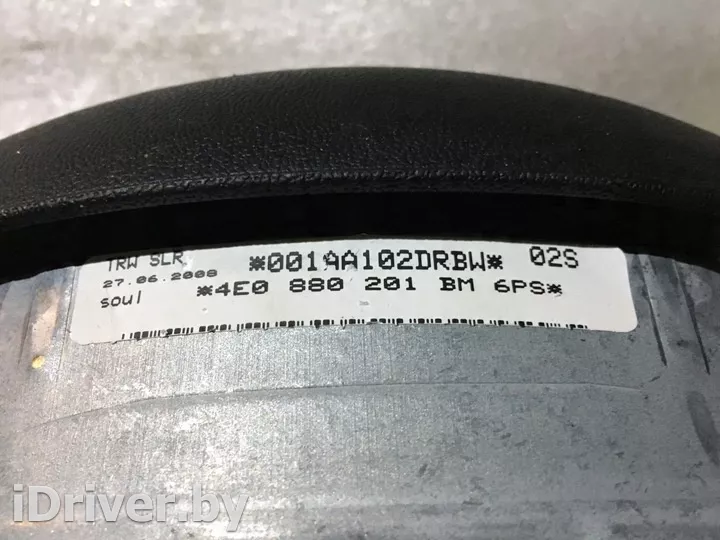 TRW SLR *001AA102DRBW* 02S
27.06.2008
soul *4E0 880 201 BM 6PS*
iDriver.by